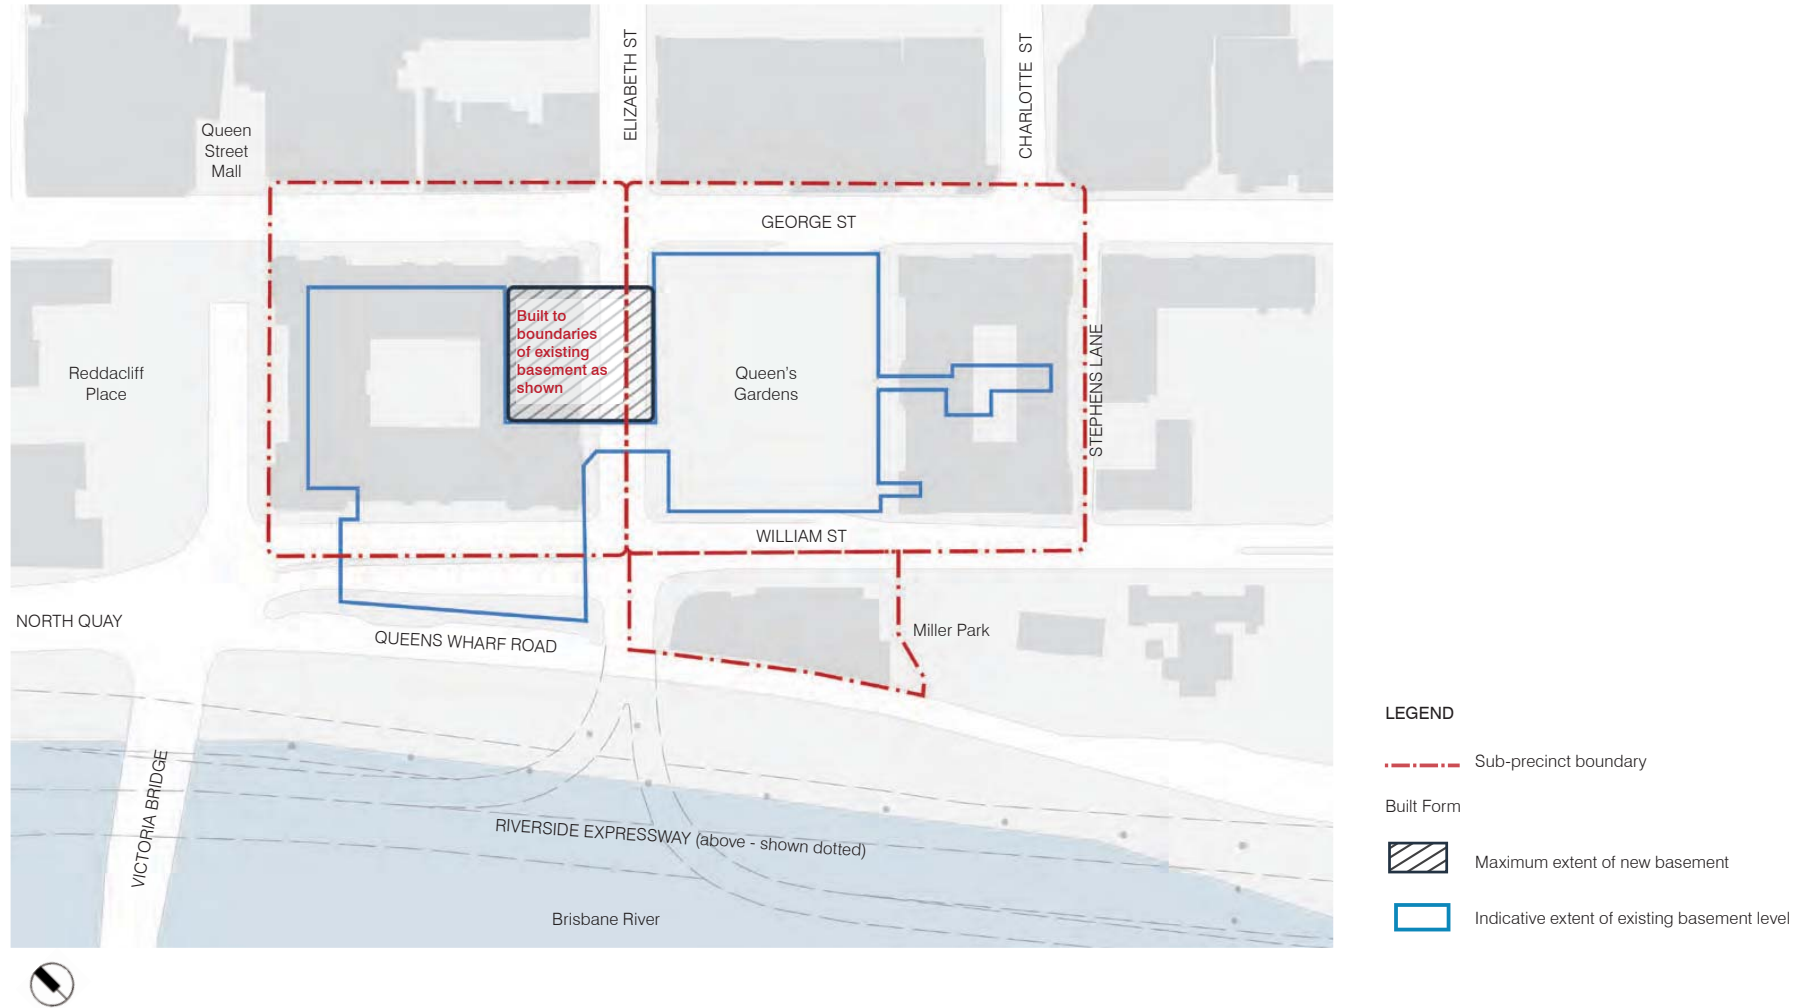 ELIZABETH ST
CHARLOTTE ST
Queen
Street
Mall
GEORGE ST
Built to
boundaries
of existing
basement as
shown
Reddacliff
Place
Queen's
Gardens
STEPHENS LANE
WILLIAM ST
NORTH QUAY
QUEENS WHARF ROAD
Miller Park
VICTORIA BRIDGE
RIVERSIDE EXPRESSWAY (above - shown dotted)
Brisbane River
LEGEND
Sub-precinct boundary
Built Form
Maximum extent of new basement
Indicative extent of existing basement level